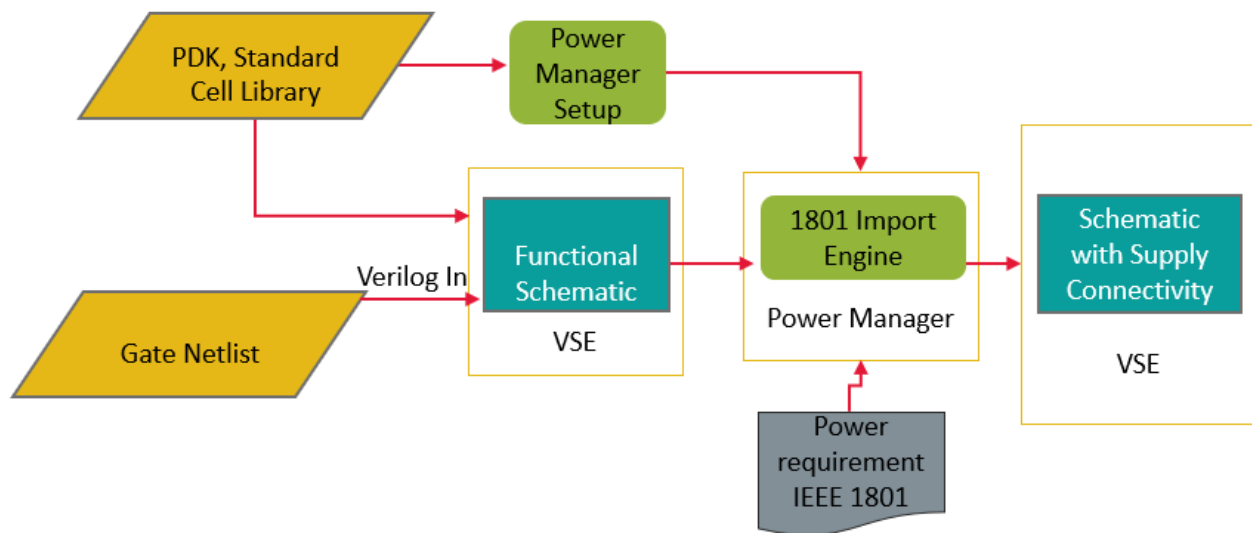 PDK, Standard
Cell Library
Power
Manager
Setup
Verilog In
Gate Netlist
Functional
Schematic
VSE
1801 Import
Engine
Power Manager
Power
requirement
IEEE 1801
Schematic
with Supply
Connectivity
VSE